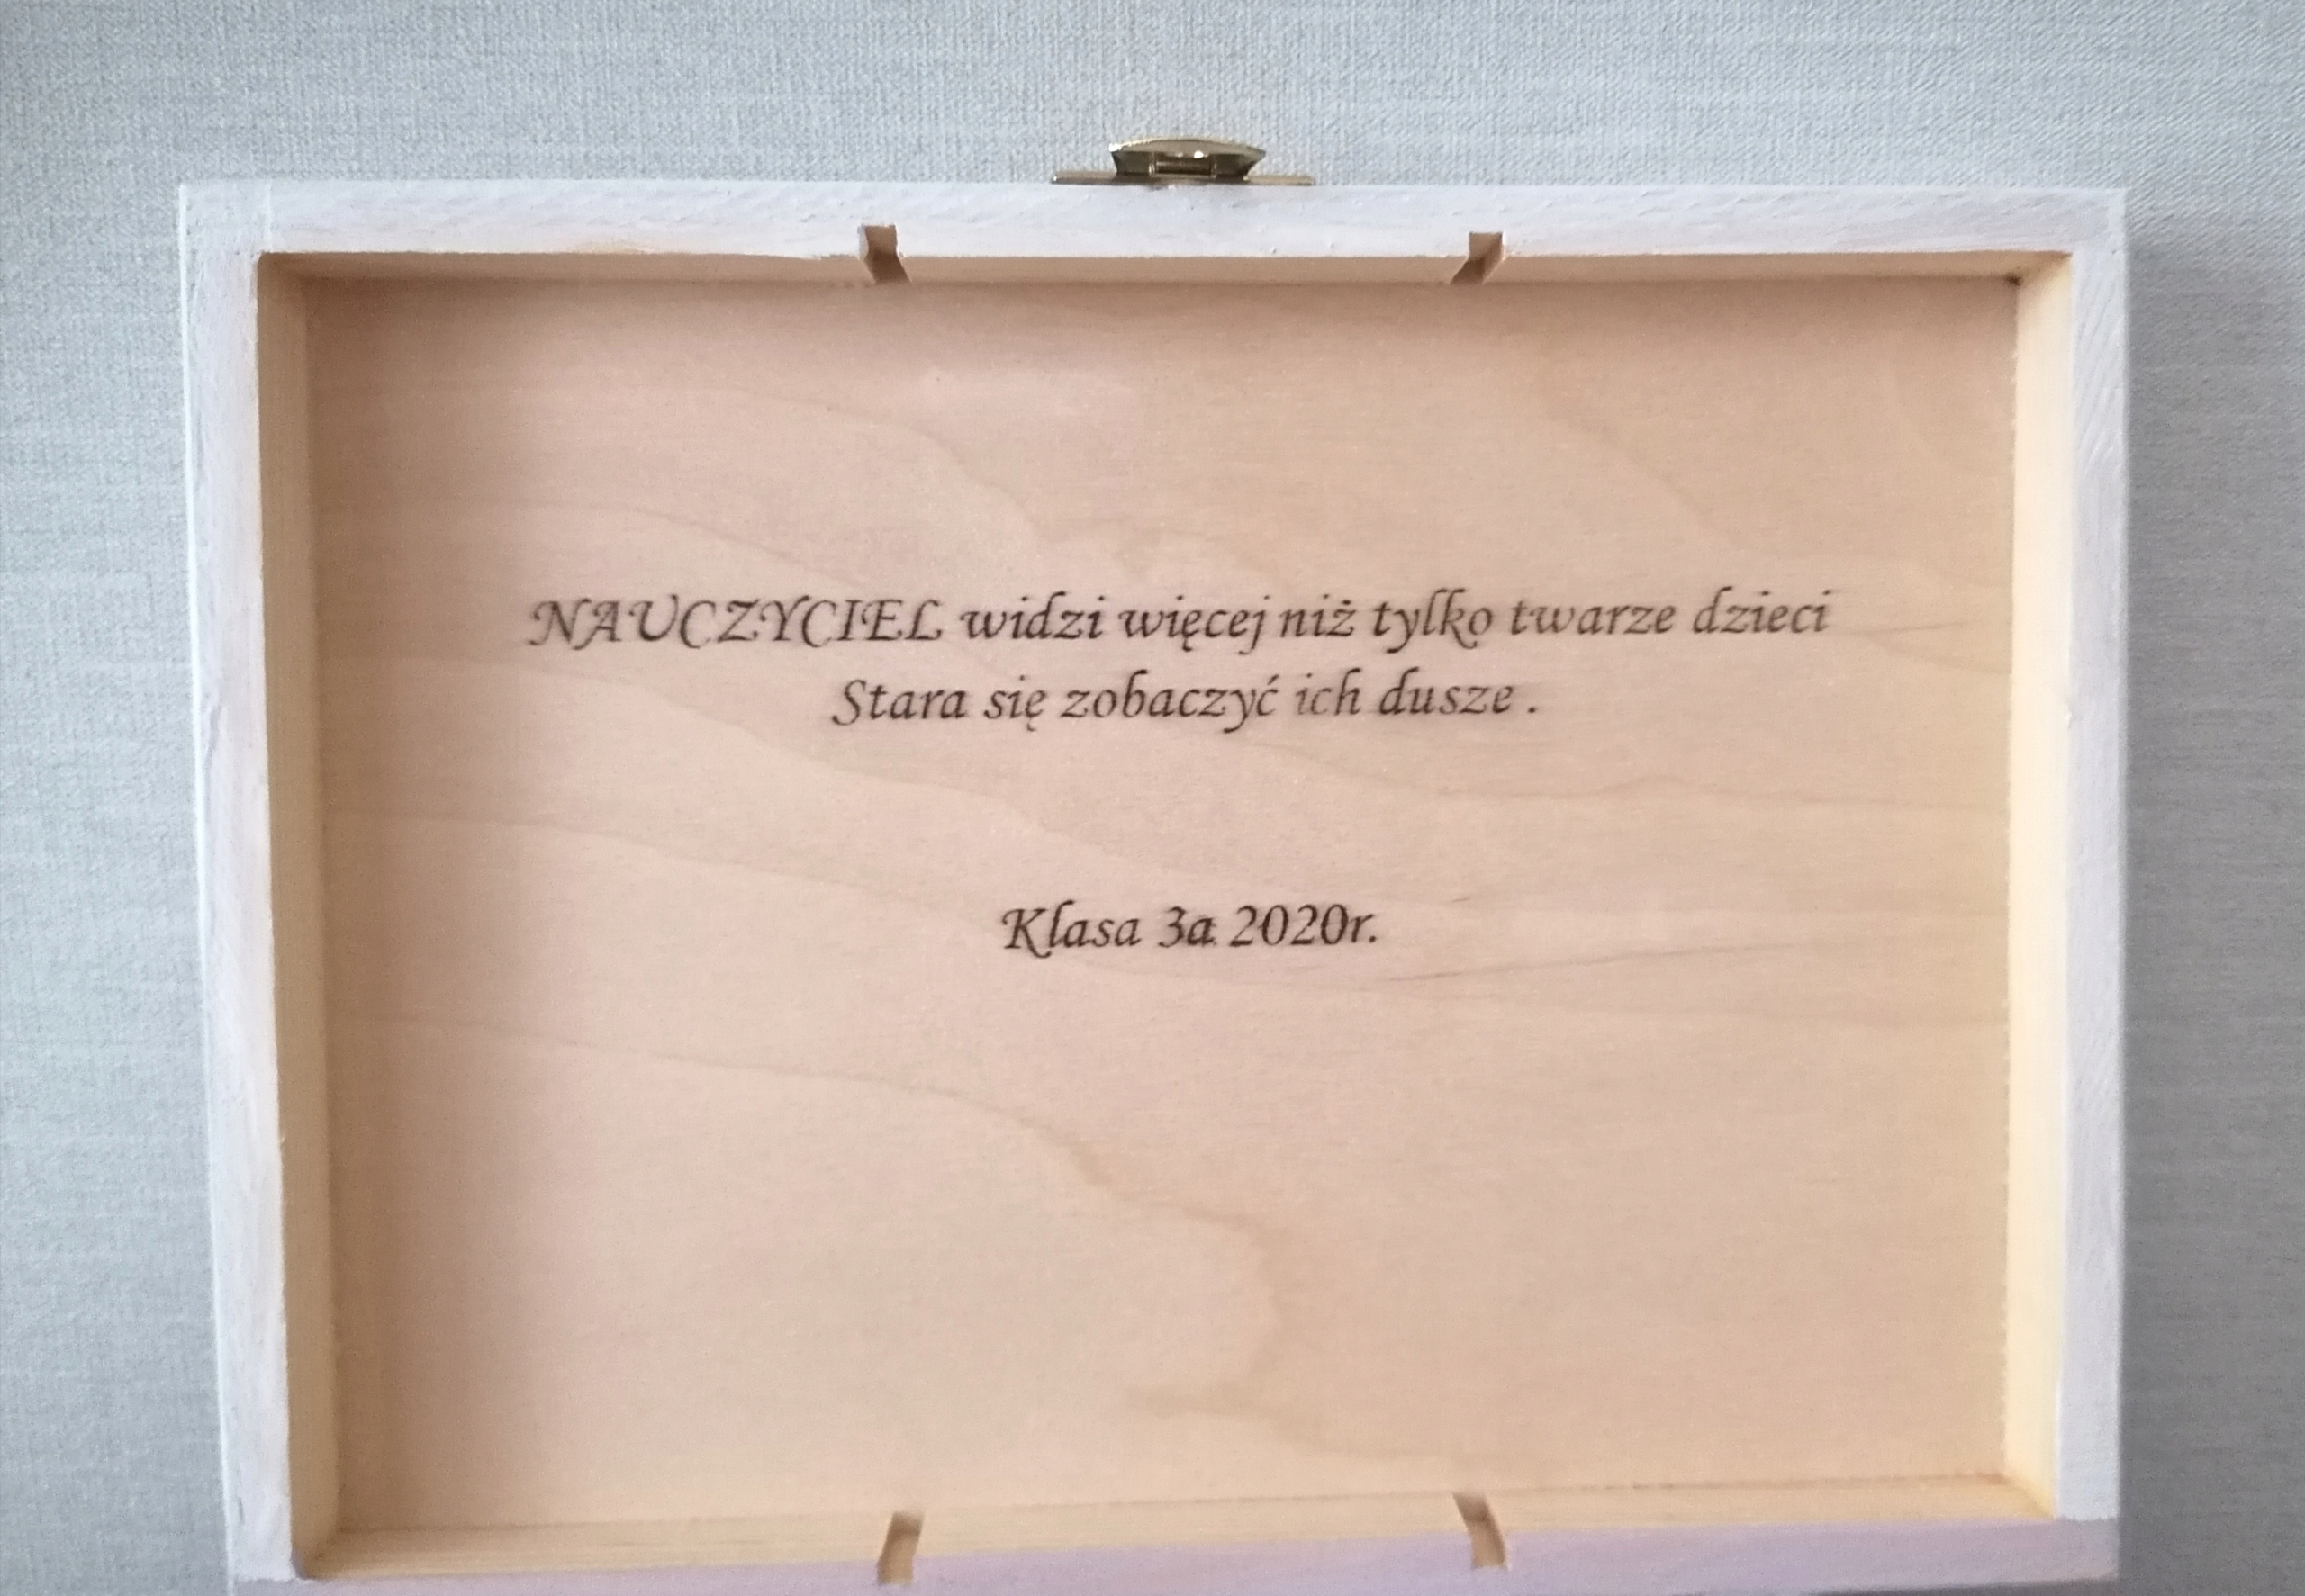 NAUCZYCIEL widzi więcej niż tylko twarze dzieci
Stara się zobaczyć ich dusze .
Klasa 3a 2020r.